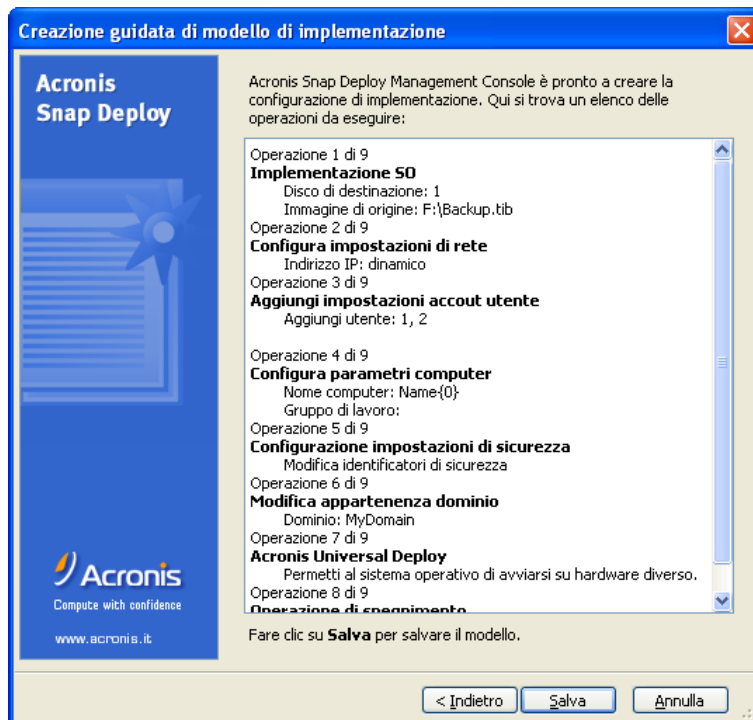 Creazione guidata di modello di implementazione
Acronis
Snap Deploy
Acronis Snap Deploy Management Console è pronto a creare la
configurazione di implementazione. Qui si trova un elenco delle
operazioni da eseguire:
Operazione 1 di 9
Implementazione SO
Disco di destinazione: 1
Immagine di origine: F:\Backup.tib
Operazione 2 di 9
Configura impostazioni di rete
Indirizzo IP: dinamico
Operazione 3 di 9
Aggiungi impostazioni accout utente
Aggiungi utente: 1, 2
Operazione 4 di 9
Configura parametri computer
Nome computer: Name{0}
Gruppo di lavoro:
Operazione 5 di 9
Configurazione impostazioni di sicurezza
Modifica identificatori di sicurezza
Operazione 6 di 9
Modifica appartenenza dominio
Dominio: MyDomain
Operazione 7 di 9
Acronis Universal Deploy
Permetti al sistema operativo di avviarsi su hardware diverso.
Operazione 8 di 9
Operazione di spegnimento
Acronis
Compute with confidence
www.acronis.it
Fare clic su Salva per salvare il modello.
< Indietro
Salva
Annulla